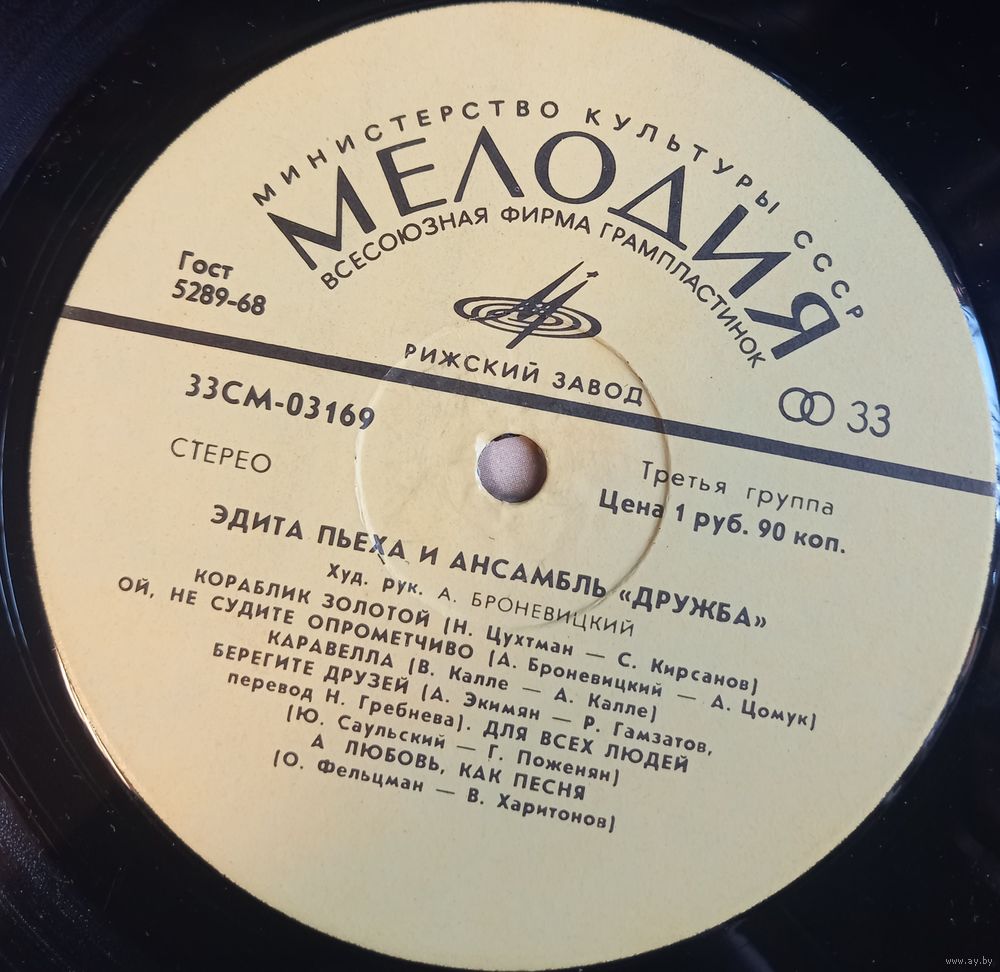 МИНИСТЕРСТВО КУЛЬТУРЫ СССР
МЕЛОДИЯ
ВСЕСОЮЗНАЯ ФИРМА ГРАМПЛАСТИНОК
Гост
5289-68
РИЖСКИЙ ЗАВОД
33
33СМ-03169
СТЕРЕО
Третья группа
Цена 1 руб. 90 коп.
ЭДИТА ПЬЕХА И АНСАМБЛЬ «ДРУЖБА»
Худ. рук. А. БРОНЕВИЦКИЙ
КОРАБЛИК ЗОЛОТОЙ (Н. Цухтман — С. Кирсанов)
ОЙ, НЕ СУДИТЕ ОПРОМЕТЧИВО (А. Броневицкий — А. Цомук)
КАРАВЕЛЛА (В. Калле — А. Калле)
БЕРЕГИТЕ ДРУЗЕЙ (А. Экимян — Р. Гамзатов,
перевод Н. Гребнева). ДЛЯ ВСЕХ ЛЮДЕЙ
(Ю. Саульский — Г. Поженян)
А ЛЮБОВЬ, КАК ПЕСНЯ
(О. Фельцман — В. Харитонов)
www.ay.by